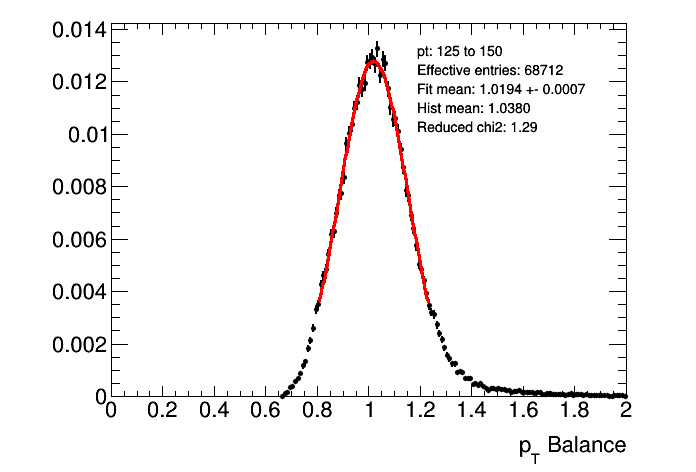 0.014
0.012
0.01
0.008
0.006
0.004
0.002
0
pt: 125 to 150
Effective entries: 68712
Fit mean: 1.0194 +- 0.0007
Hist mean: 1.0380
Reduced chi2: 1.29
0 0.2 0.4 0.6 0.8 1 1.2 1.4 1.6 1.8 2
p_T Balance